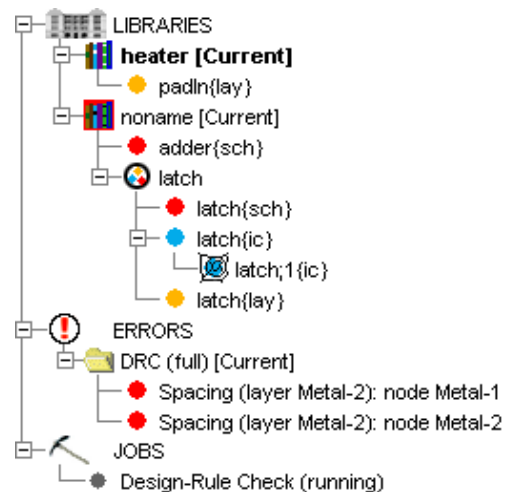 LIBRARIES
heater [Current]
padIn{lay}
noname [Current]
adder{sch}
latch
latch{sch}
latch{ic}
latch;1{ic}
latch{lay}
ERRORS
DRC (full) [Current]
Spacing (layer Metal-2): node Metal-1
Spacing (layer Metal-2): node Metal-2
JOBS
Design-Rule Check (running)